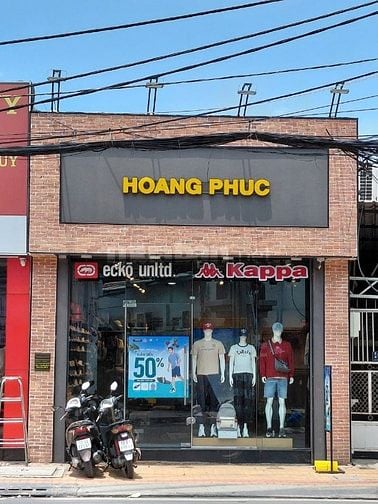 Y
UY
HOANG PHUC
ecko unltd.
Kappa
50%